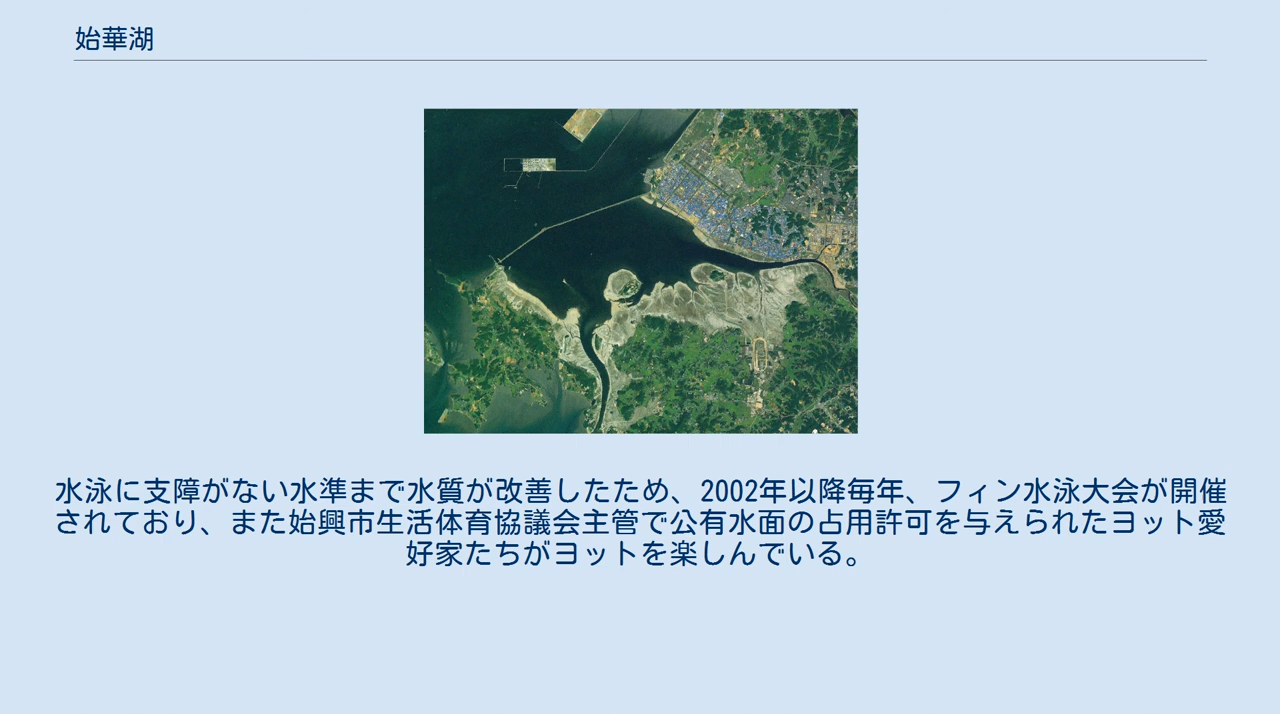 始華湖
水泳に支障がない水準まで水質が改善したため、2002年以降毎年、フィン水泳大会が開催
されており、また始興市生活体育協議会主管で公有水面の占用許可を与えられたヨット愛
好家たちがヨットを楽しんでいる。